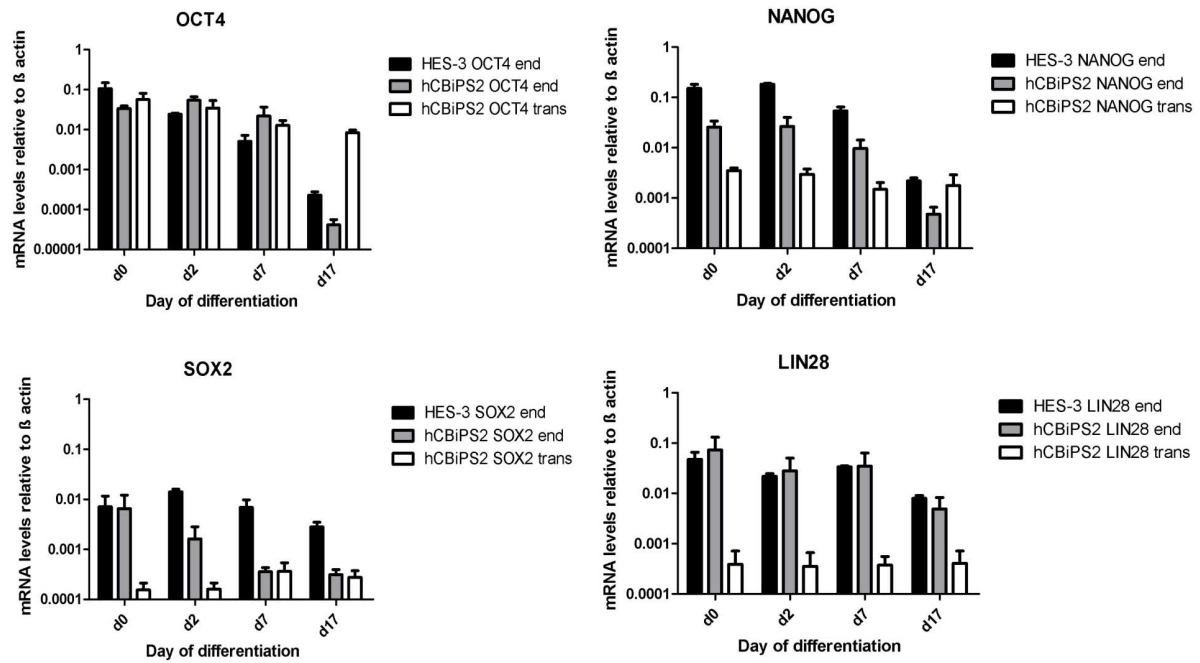 OCT4
mRNA levels relative to ß actin
1
0.1
0.01
0.001
0.0001
0.00001
d0
d2
d7
d17
Day of differentiation
HES-3 OCT4 end
hCBiPS2 OCT4 end
hCBiPS2 OCT4 trans
NANOG
mRNA levels relative to ß actin
1
0.1
0.01
0.001
0.0001
d0
d2
d7
d17
Day of differentiation
HES-3 NANOG end
hCBiPS2 NANOG end
hCBiPS2 NANOG trans
SOX2
mRNA levels relative to ß actin
1
0.1
0.01
0.001
0.0001
d0
d2
d7
d17
Day of differentiation
HES-3 SOX2 end
hCBiPS2 SOX2 end
hCBiPS2 SOX2 trans
LIN28
mRNA levels relative to ß actin
1
0.1
0.01
0.001
0.0001
d0
d2
d7
d17
Day of differentiation
HES-3 LIN28 end
hCBiPS2 LIN28 end
hCBiPS2 LIN28 trans